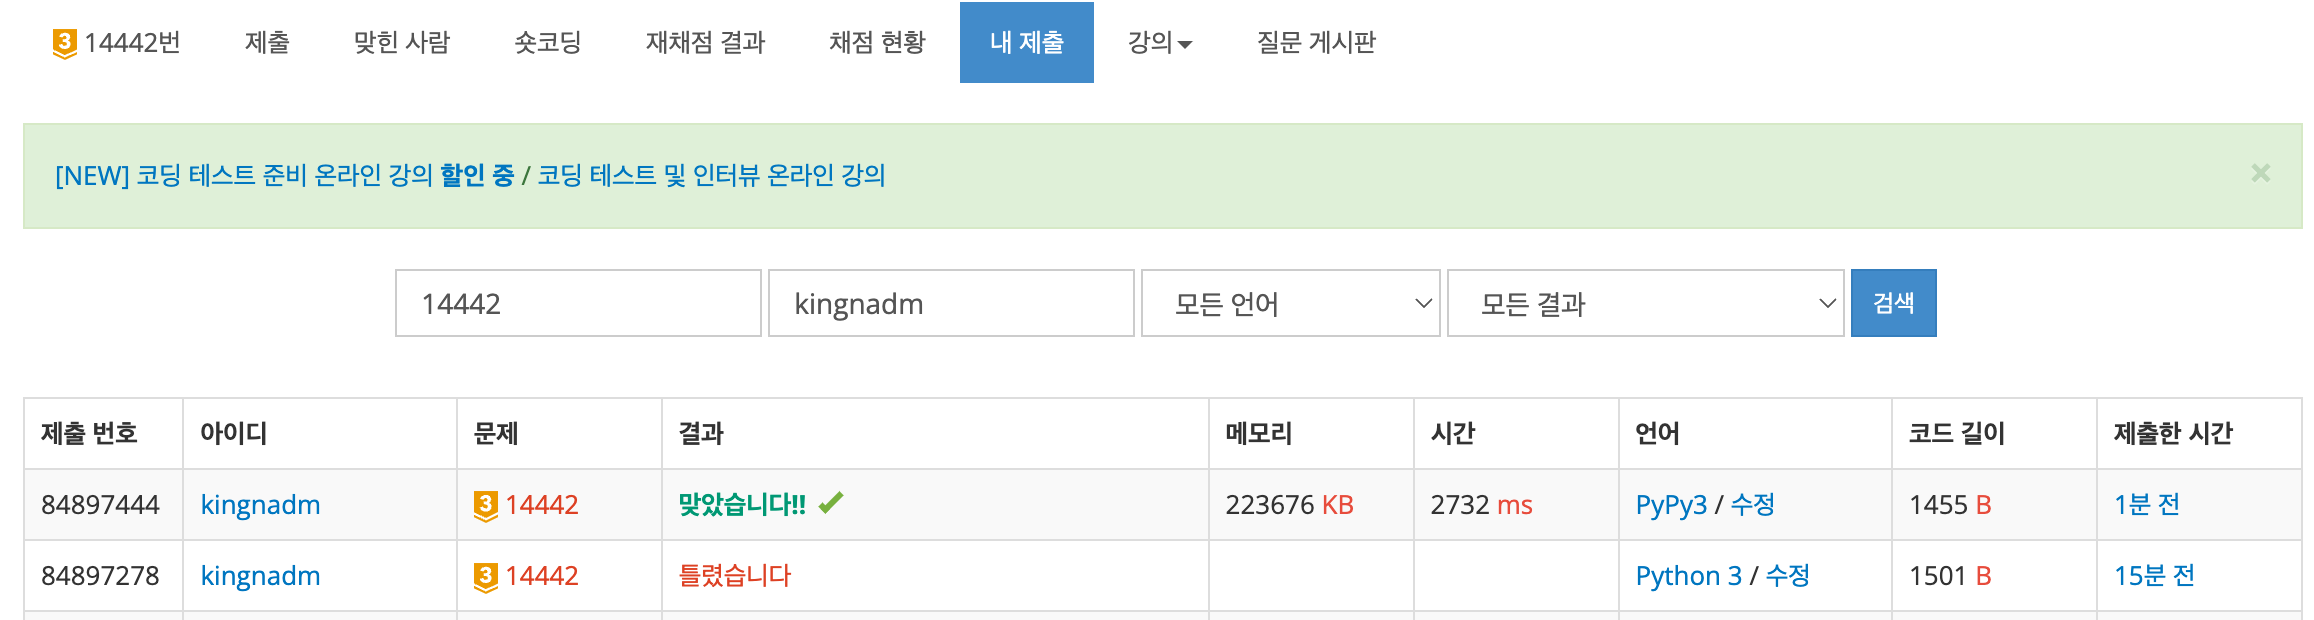 3 14442번 제출 맞힌 사람 숏코딩 재채점 결과 채점 현황 내 제출 강의 질문 게시판
[NEW] 코딩 테스트 준비 온라인 강의 할인 중 / 코딩 테스트 및 인터뷰 온라인 강의 ×
14442 kingnadm 모든 언어 모든 결과 검색
제출 번호 아이디 문제 결과 메모리 시간 언어 코드 길이 제출한 시간
84897444 kingnadm 3 14442 맞았습니다!! 223676 KB 2732 ms PyPy3 / 수정 1455 B 1분 전
84897278 kingnadm 3 14442 틀렸습니다 Python 3 / 수정 1501 B 15분 전